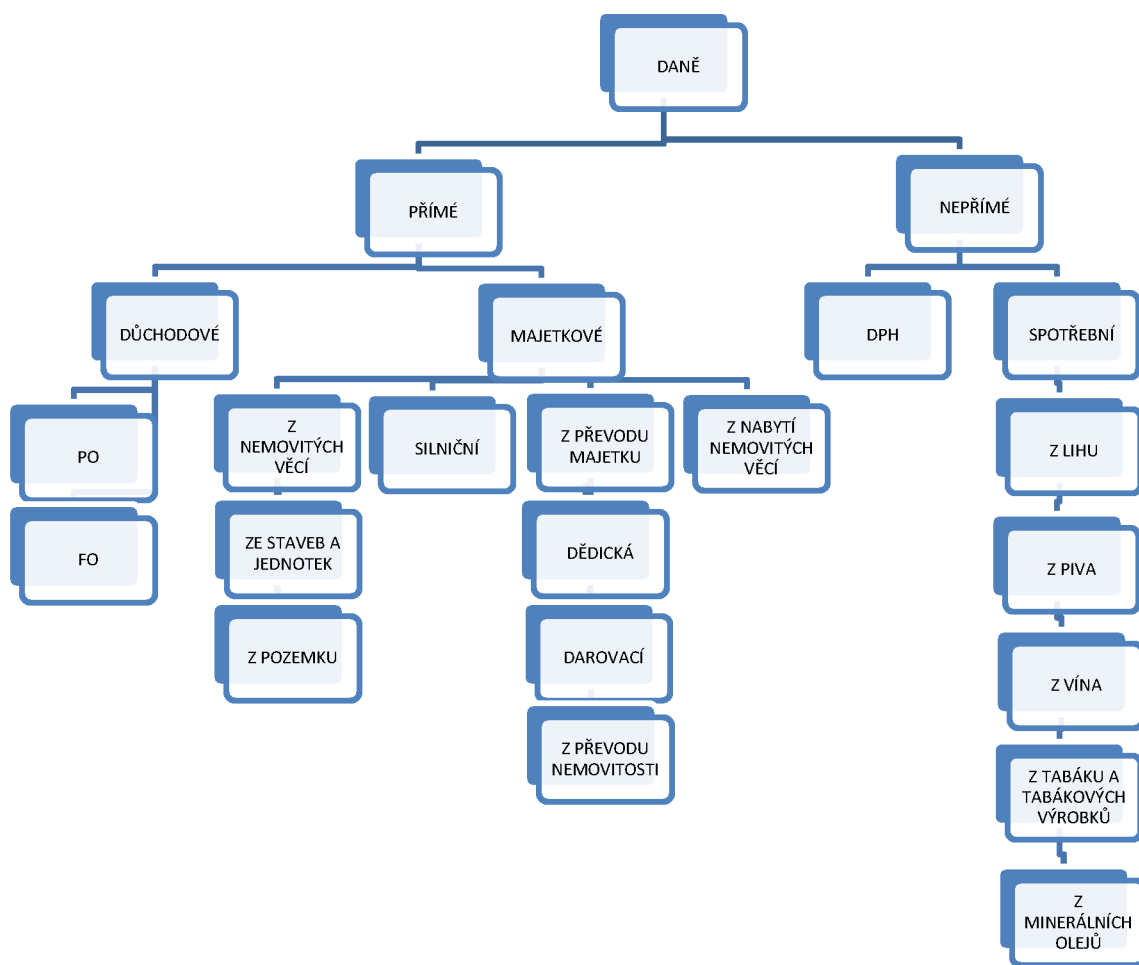 DANĚ
PŘÍMÉ
NEPŘÍMÉ
DŮCHODOVÉ
MAJETKOVÉ
DPH
SPOTŘEBNÍ
PO
FO
Z
NEMOVITÝCH
VĚCÍ
ZE STAVEB A
JEDNOTEK
Z POZEMKU
SILNIČNÍ
Z PŘEVODU
MAJETKU
DĚDICKÁ
DAROVACÍ
Z PŘEVODU
NEMOVITOSTI
Z NABYTÍ
NEMOVITÝCH
VĚCÍ
Z LIHU
Z PIVA
Z VÍNA
Z TABÁKU A
TABÁKOVÝCH
VÝROBKŮ
Z
MINERÁLNÍCH
OLEJŮ